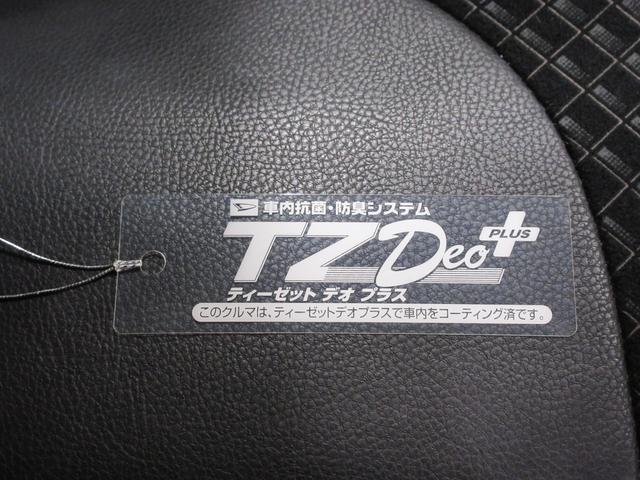 車内抗菌・防臭システム
TZ Deo PLUS
ティーゼット デオ プラス
このクルマは、ティーゼットデオプラスで車内をコーティング済です。